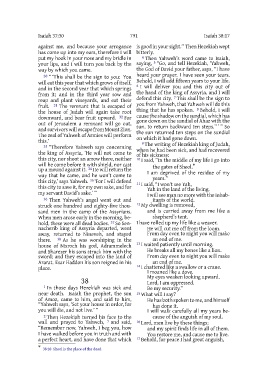 Isaiah 37:30
791
Isaiah 38:17
against me, and because your arrogance
has come up into my ears, therefore I will
put my hook in your nose and my bridle in
your lips, and I will turn you back by the
way by which you came.
30 "'This shall be the sign to you: You
will eat this year that which grows of itself,
and in the second year that which springs
from it; and in the third year sow and
reap and plant vineyards, and eat their
fruit. 31 The remnant that is escaped of
the house of Judah will again take root
downward, and bear fruit upward. 32 For
out of Jerusalem a remnant will go out,
and survivors will escape from Mount Zion.
The zeal of Yahweh of Armies will perform
this.'
33 "Therefore Yahweh says concerning
the king of Assyria, 'He will not come to
this city, nor shoot an arrow there, neither
will he come before it with shield, nor cast
up a mound against it. 34 He will return the
way that he came, and he won't come to
this city,' says Yahweh. 35 'For I will defend
this city to save it, for my own sake, and for
my servant David's sake.'"
36 Then Yahweh's angel went out and
struck one hundred and eighty-five thou-
sand men in the camp of the Assyrians.
When men arose early in the morning, be-
hold, these were all dead bodies. 37 So Sen-
nacherib king of Assyria departed, went
away, returned to Nineveh, and stayed
there. 38 As he was worshiping in the
house of Nisroch his god, Adrammelech
and Sharezer his sons struck him with the
sword; and they escaped into the land of
Ararat. Esar Haddon his son reigned in his
place.
38
1 In those days Hezekiah was sick and
near death. Isaiah the prophet, the son
of Amoz, came to him, and said to him,
"Yahweh says, 'Set your house in order, for
you will die, and not live.'"
2 Then Hezekiah turned his face to the
wall and prayed to Yahweh, 3 and said,
"Remember now, Yahweh, I beg you, how
I have walked before you in truth and with
a perfect heart, and have done that which
is good in your sight." Then Hezekiah wept
bitterly.
4 Then Yahweh's word came to Isaiah,
saying, 5 "Go, and tell Hezekiah, 'Yahweh,
the God of David your father, says, "I have
heard your prayer. I have seen your tears.
Behold, I will add fifteen years to your life.
6 I will deliver you and this city out of
the hand of the king of Assyria, and I will
defend this city. 7 This shall be the sign to
you from Yahweh, that Yahweh will do this
thing that he has spoken. 8 Behold, I will
cause the shadow on the sundial, which has
gone down on the sundial of Ahaz with the
sun, to return backward ten steps."'" So
the sun returned ten steps on the sundial
on which it had gone down.
9 The writing of Hezekiah king of Judah,
when he had been sick, and had recovered
of his sickness:
10 I said, "In the middle of my life I go into
the gates of Sheol.
I am deprived of the residue of my
years."
11 I said, "I won't see Yah,
Yah in the land of the living.
I will see man no more with the inhab-
itants of the world.
12 My dwelling is removed,
and is carried away from me like a
shepherd's tent.
I have rolled up my life like a weaver.
He will cut me off from the loom.
From day even to night you will make
an end of me.
13 I waited patiently until morning.
He breaks all my bones like a lion.
From day even to night you will make
an end of me.
14 I chattered like a swallow or a crane.
I moaned like a dove.
My eyes weaken looking upward.
Lord, I am oppressed.
Be my security."
15 What will I say?
He has both spoken to me, and himself
has done it.
I will walk carefully all my years be-
cause of the anguish of my soul.
16 Lord, men live by these things;
and my spirit finds life in all of them.
You restore me, and cause me to live.
17 Behold, for peace I had great anguish,